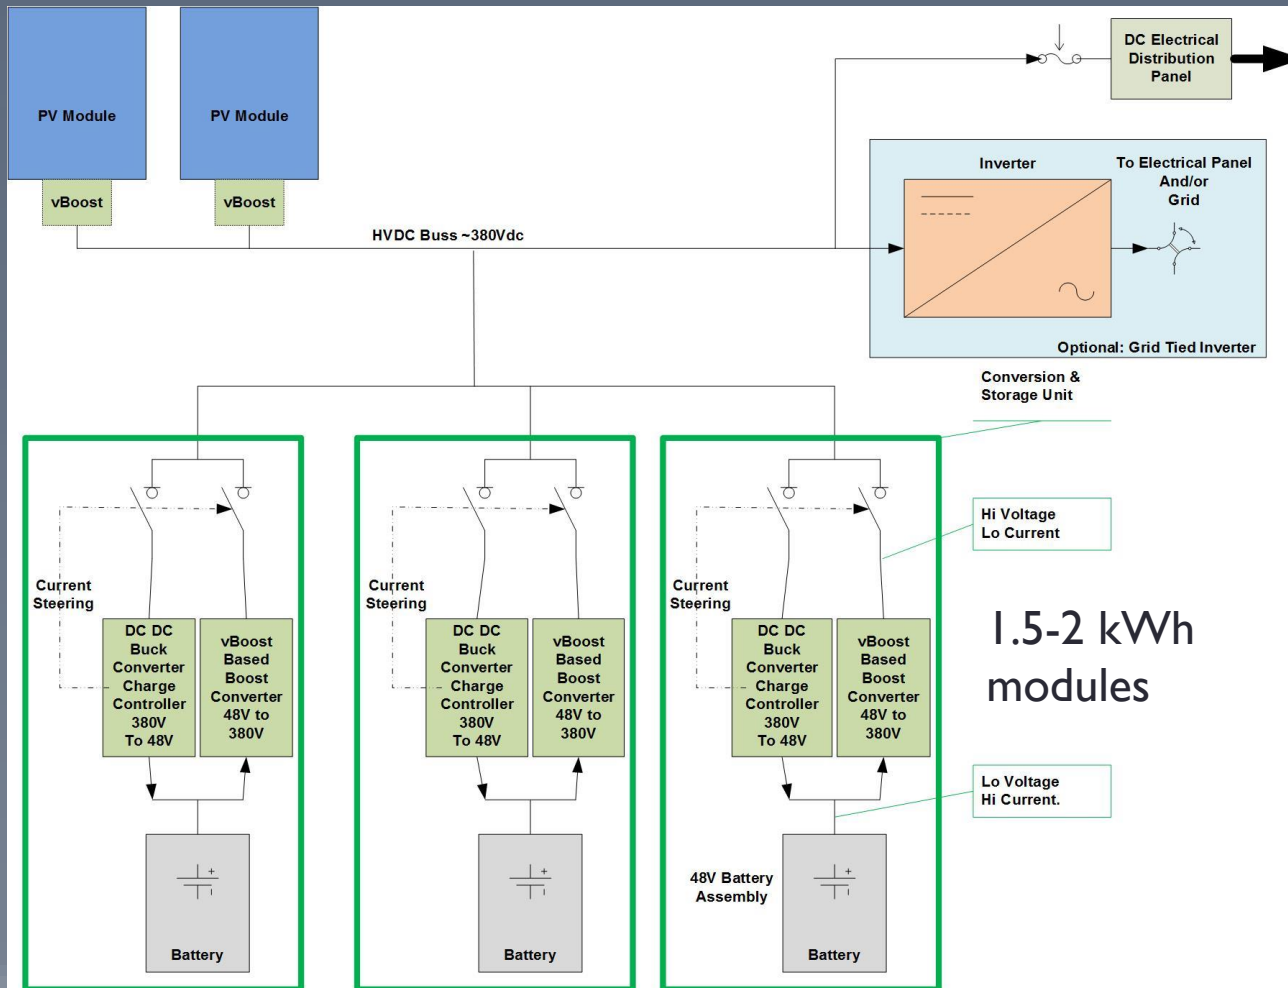 PV Module
PV Module
vBoost
vBoost
HVDC Buss ~380Vdc
DC Electrical
Distribution
Panel
Inverter
To Electrical Panel
And/or
Grid
Optional: Grid Tied Inverter
Conversion &
Storage Unit
Hi Voltage
Lo Current
1.5-2 kWh
modules
Lo Voltage
Hi Current.
Current
Steering
DC DC
Buck
Converter
Charge
Controller
380V
To 48V
vBoost
Based
Boost
Converter
48V to
380V
+
Battery
Current
Steering
DC DC
Buck
Converter
Charge
Controller
380V
To 48V
vBoost
Based
Boost
Converter
48V to
380V
+
Battery
Current
Steering
DC DC
Buck
Converter
Charge
Controller
380V
To 48V
vBoost
Based
Boost
Converter
48V to
380V
48V Battery
Assembly
+
Battery